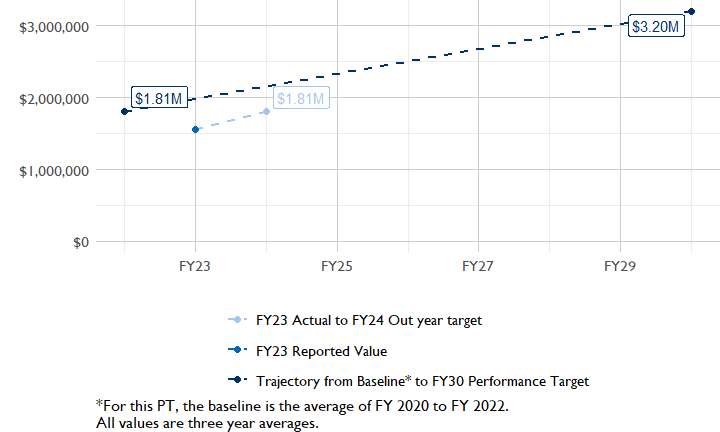 $3,000,000
$3.20M
$2,000,000
$1.81M
$1.81M
$1,000,000
$0
FY23
FY25
FY27
FY29
FY23 Actual to FY24 Out year target
FY23 Reported Value
Trajectory from Baseline* to FY30 Performance Target
*For this PT, the baseline is the average of FY 2020 to FY 2022.
All values are three year averages.